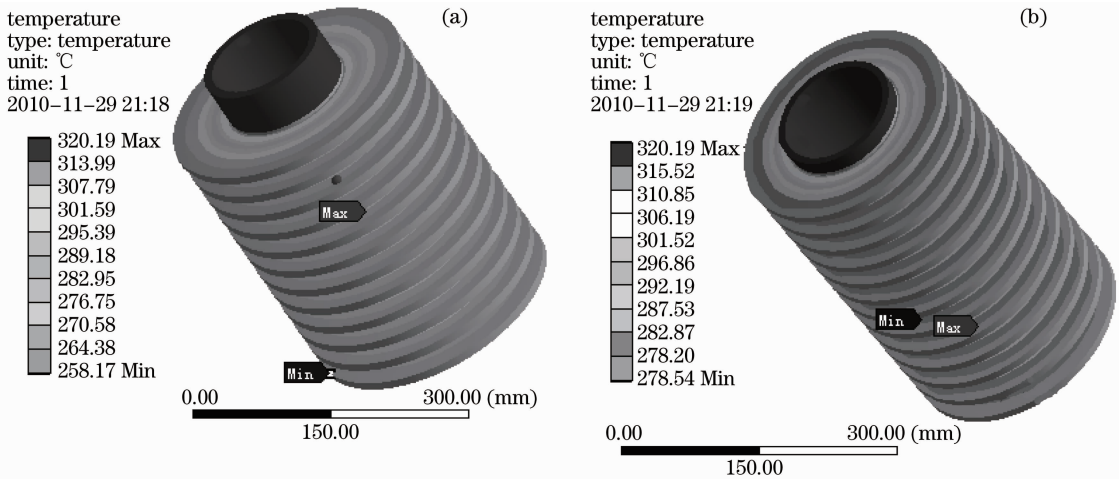 temperature
type: temperature
unit: ℃
time: 1
2010-11-29 21:18
(a)
320.19 Max
313.99
307.79
301.59
295.39
289.18
282.95
276.75
270.58
264.38
258.17 Min
Max
Min
0.00 300.00 (mm)
150.00
temperature
type: temperature
unit: ℃
time: 1
2010-11-29 21:19
(b)
320.19 Max
315.52
310.85
306.19
301.52
296.86
292.19
287.53
282.87
278.20
278.54 Min
Min Max
0.00 300.00 (mm)
150.00